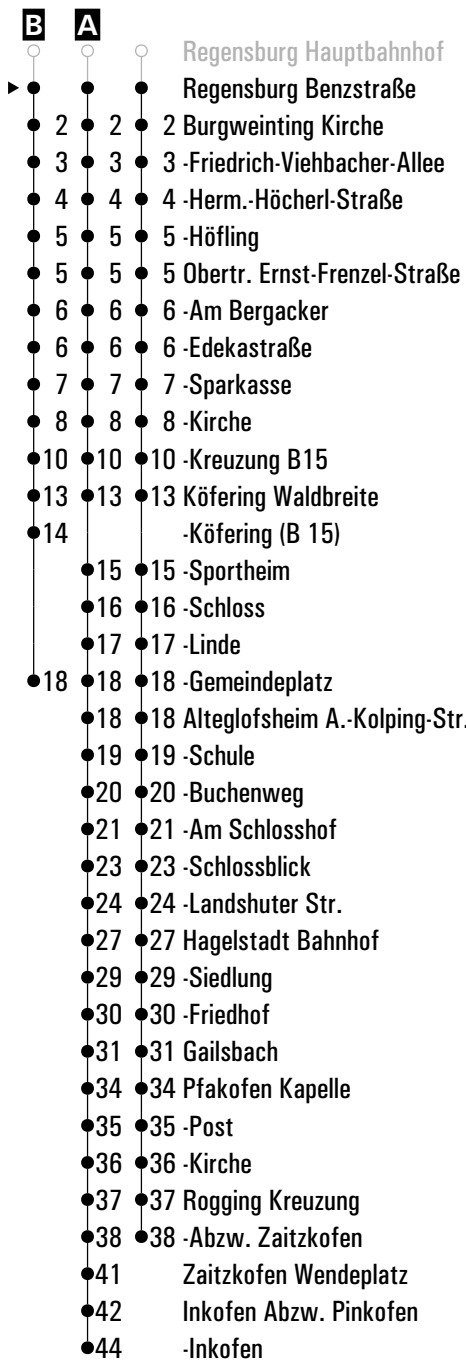 B A
Regensburg Hauptbahnhof
Regensburg Benzstraße
2 2 2 Burgweinting Kirche
3 3 3 -Friedrich-Viehbacher-Allee
4 4 4 -Herm.-Höcherl-Straße
5 5 5 -Höfling
5 5 5 Obertr. Ernst-Frenzel-Straße
6 6 6 -Am Bergacker
6 6 6 -Edekastraße
7 7 7 -Sparkasse
8 8 8 -Kirche
10 10 10 -Kreuzung B15
13 13 13 Köfering Waldbreite
14 -Köfering (B 15)
15 15 -Sportheim
16 16 -Schloss
17 17 -Linde
18 18 18 -Gemeindeplatz
18 18 Alteglofsheim A.-Kolping-Str.
19 19 -Schule
20 20 -Buchenweg
21 21 -Am Schlosshof
23 23 -Schlossblick
24 24 -Landshuter Str.
27 27 Hagelstadt Bahnhof
29 29 -Siedlung
30 30 -Friedhof
31 31 Gailsbach
34 34 Pfakofen Kapelle
35 35 -Post
36 36 -Kirche
37 37 Rogging Kreuzung
38 38 -Abzw. Zaitzkofen
41 Zaitzkofen Wendeplatz
42 Inkofen Abzw. Pinkofen
44 -Inkofen